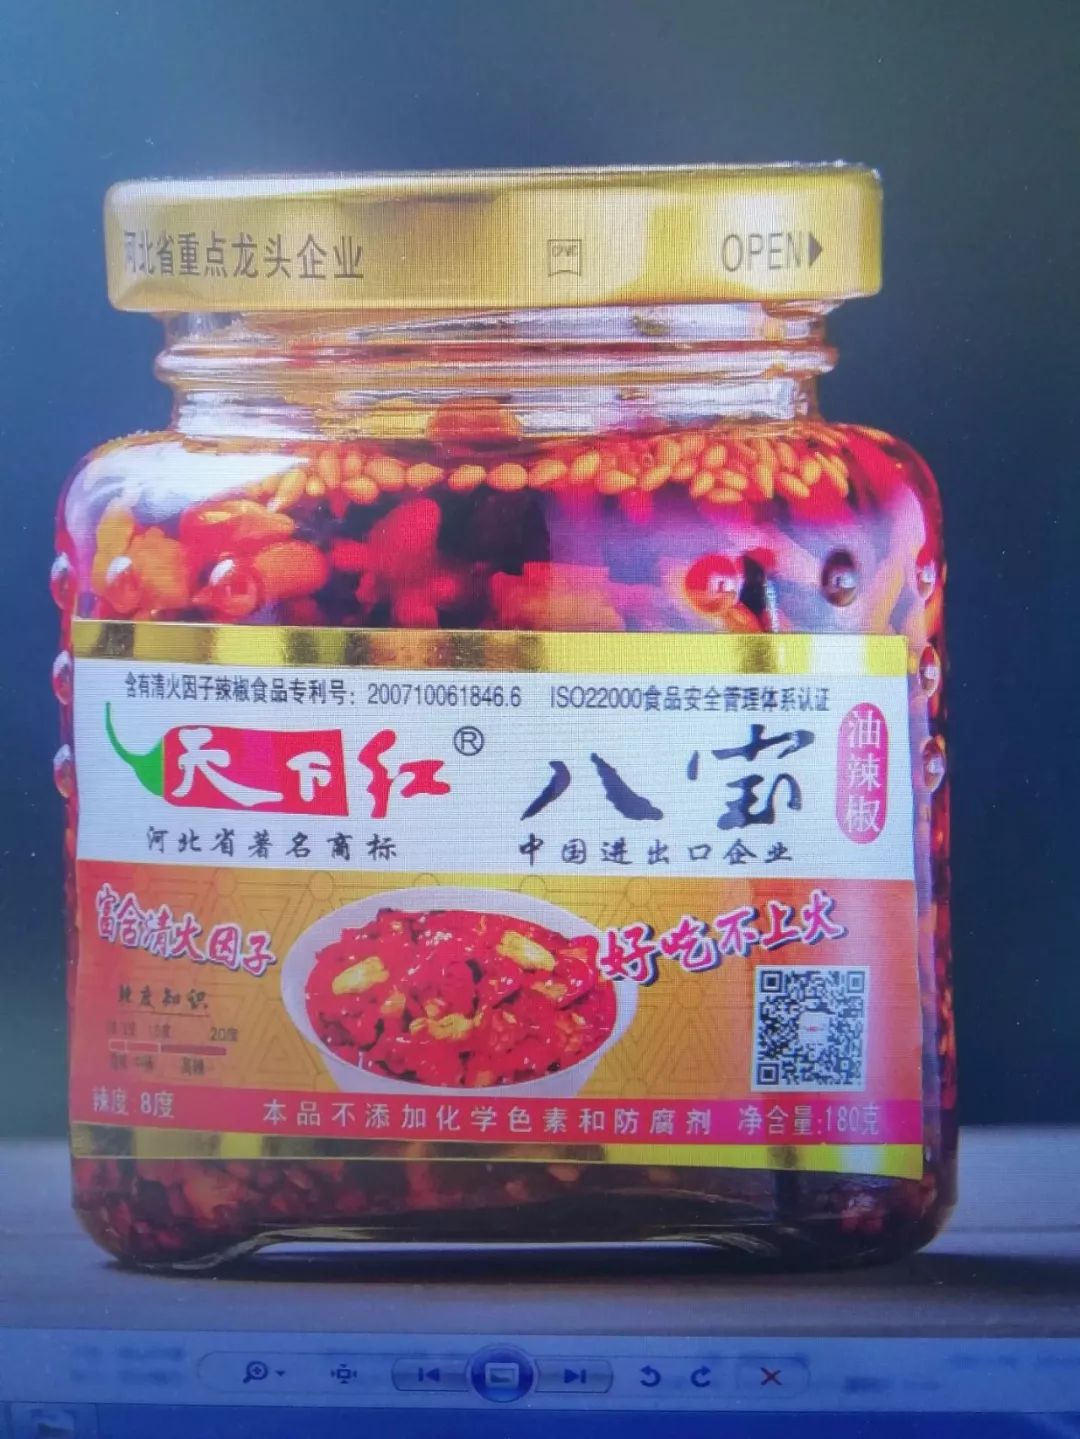 河北省重点龙头企业
OPEN
含有清火因子辣椒食品专利号：200710061846.6
ISO22000食品安全管理体系认证
天下红®
八宝
油辣椒
河北省著名商标
中国进出口企业
富含清火因子
好吃不上火
辣度知识
20度
高辣
辣度:8度
本品不添加化学色素和防腐剂
净含量:180克